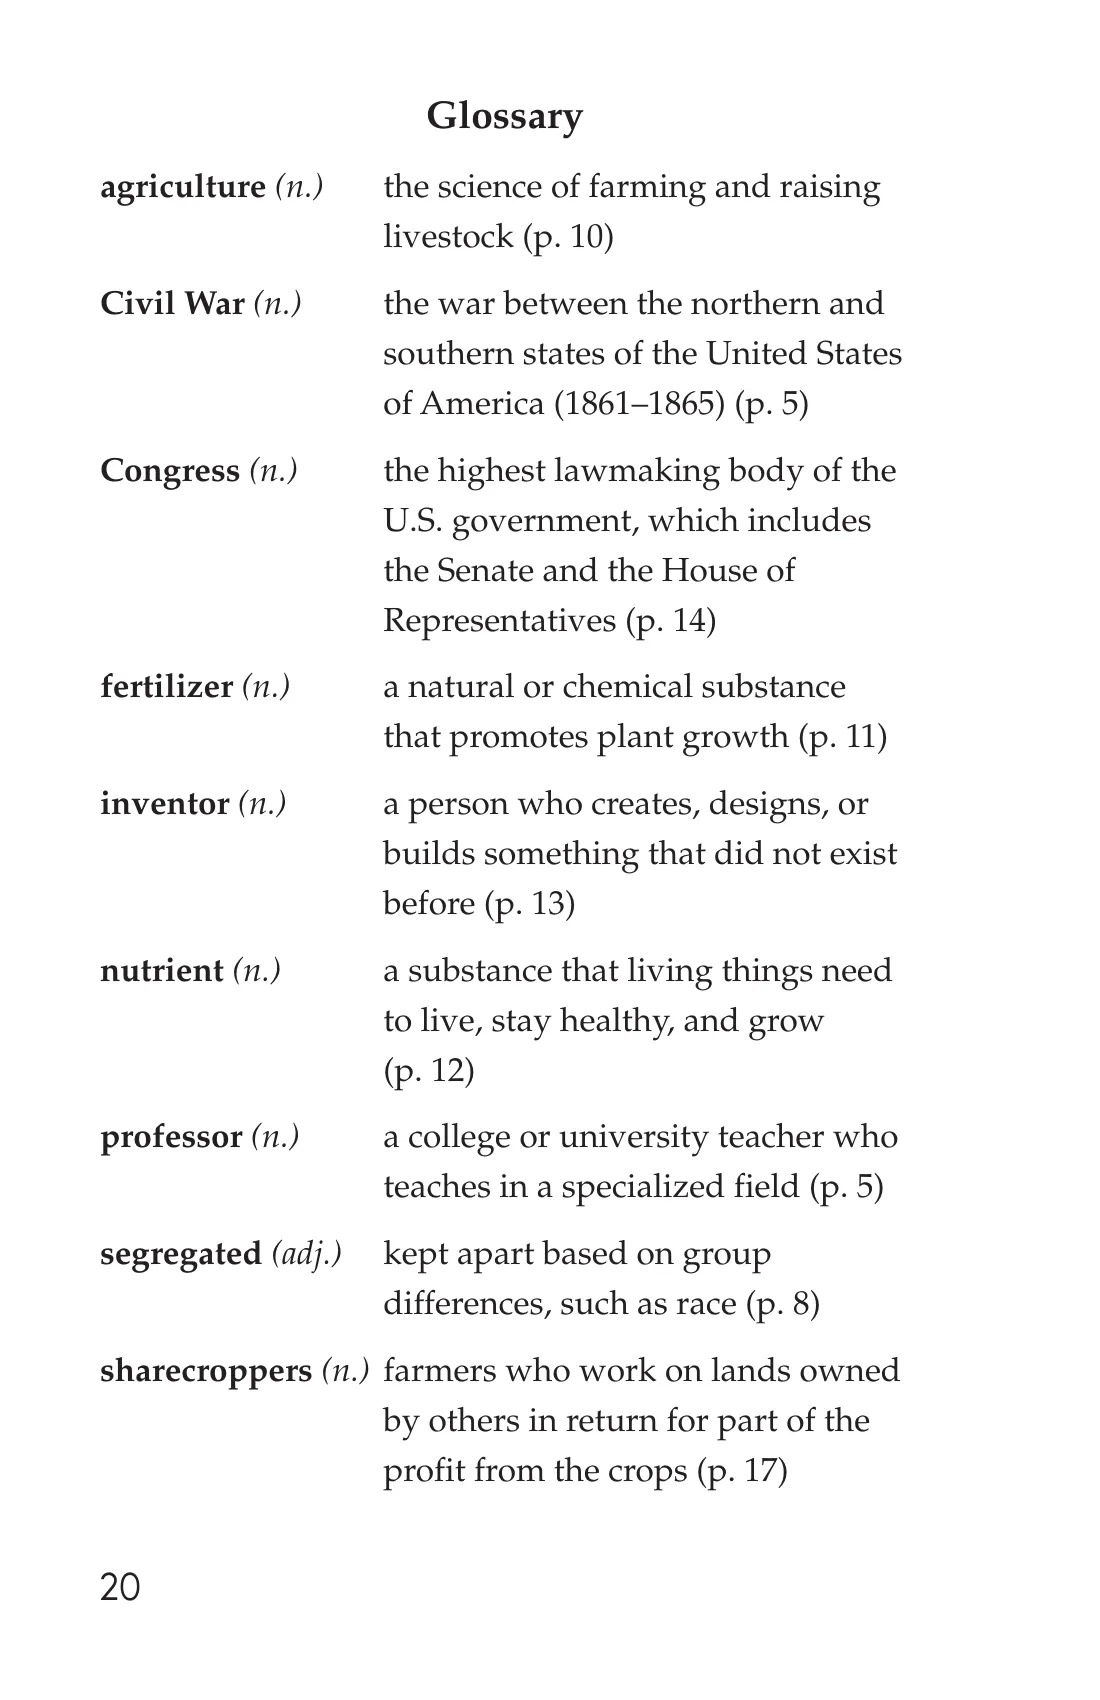 Glossary
agriculture (n.) the science of farming and raising
livestock (p. 10)
Civil War (n.) the war between the northern and
southern states of the United States
of America (1861–1865) (p. 5)
Congress (n.) the highest lawmaking body of the
U.S. government, which includes
the Senate and the House of
Representatives (p. 14)
fertilizer (n.) a natural or chemical substance
that promotes plant growth (p. 11)
inventor (n.) a person who creates, designs, or
builds something that did not exist
before (p. 13)
nutrient (n.) a substance that living things need
to live, stay healthy, and grow
(p. 12)
professor (n.) a college or university teacher who
teaches in a specialized field (p. 5)
segregated (adj.) kept apart based on group
differences, such as race (p. 8)
sharecroppers (n.) farmers who work on lands owned
by others in return for part of the
profit from the crops (p. 17)
20